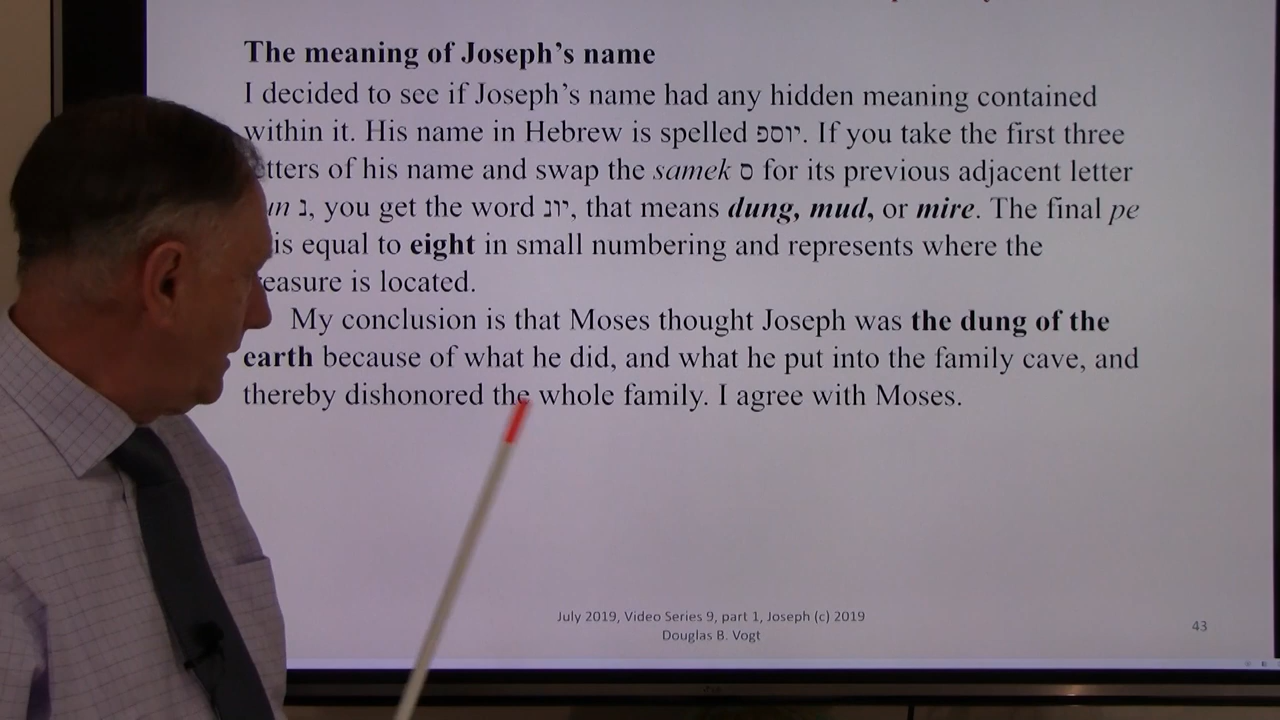 The meaning of Joseph's name
I decided to see if Joseph's name had any hidden meaning contained
within it. His name in Hebrew is spelled יוספ. If you take the first three
etters of his name and swap the samek ס for its previous adjacent letter
un נ, you get the word יונ, that means dung, mud, or mire. The final pe
is equal to eight in small numbering and represents where the
reasure is located.
My conclusion is that Moses thought Joseph was the dung of the
earth because of what he did, and what he put into the family cave, and
thereby dishonored the whole family. I agree with Moses.
July 2019, Video Series 9, part 1, Joseph (c) 2019
Douglas B. Vogt
43